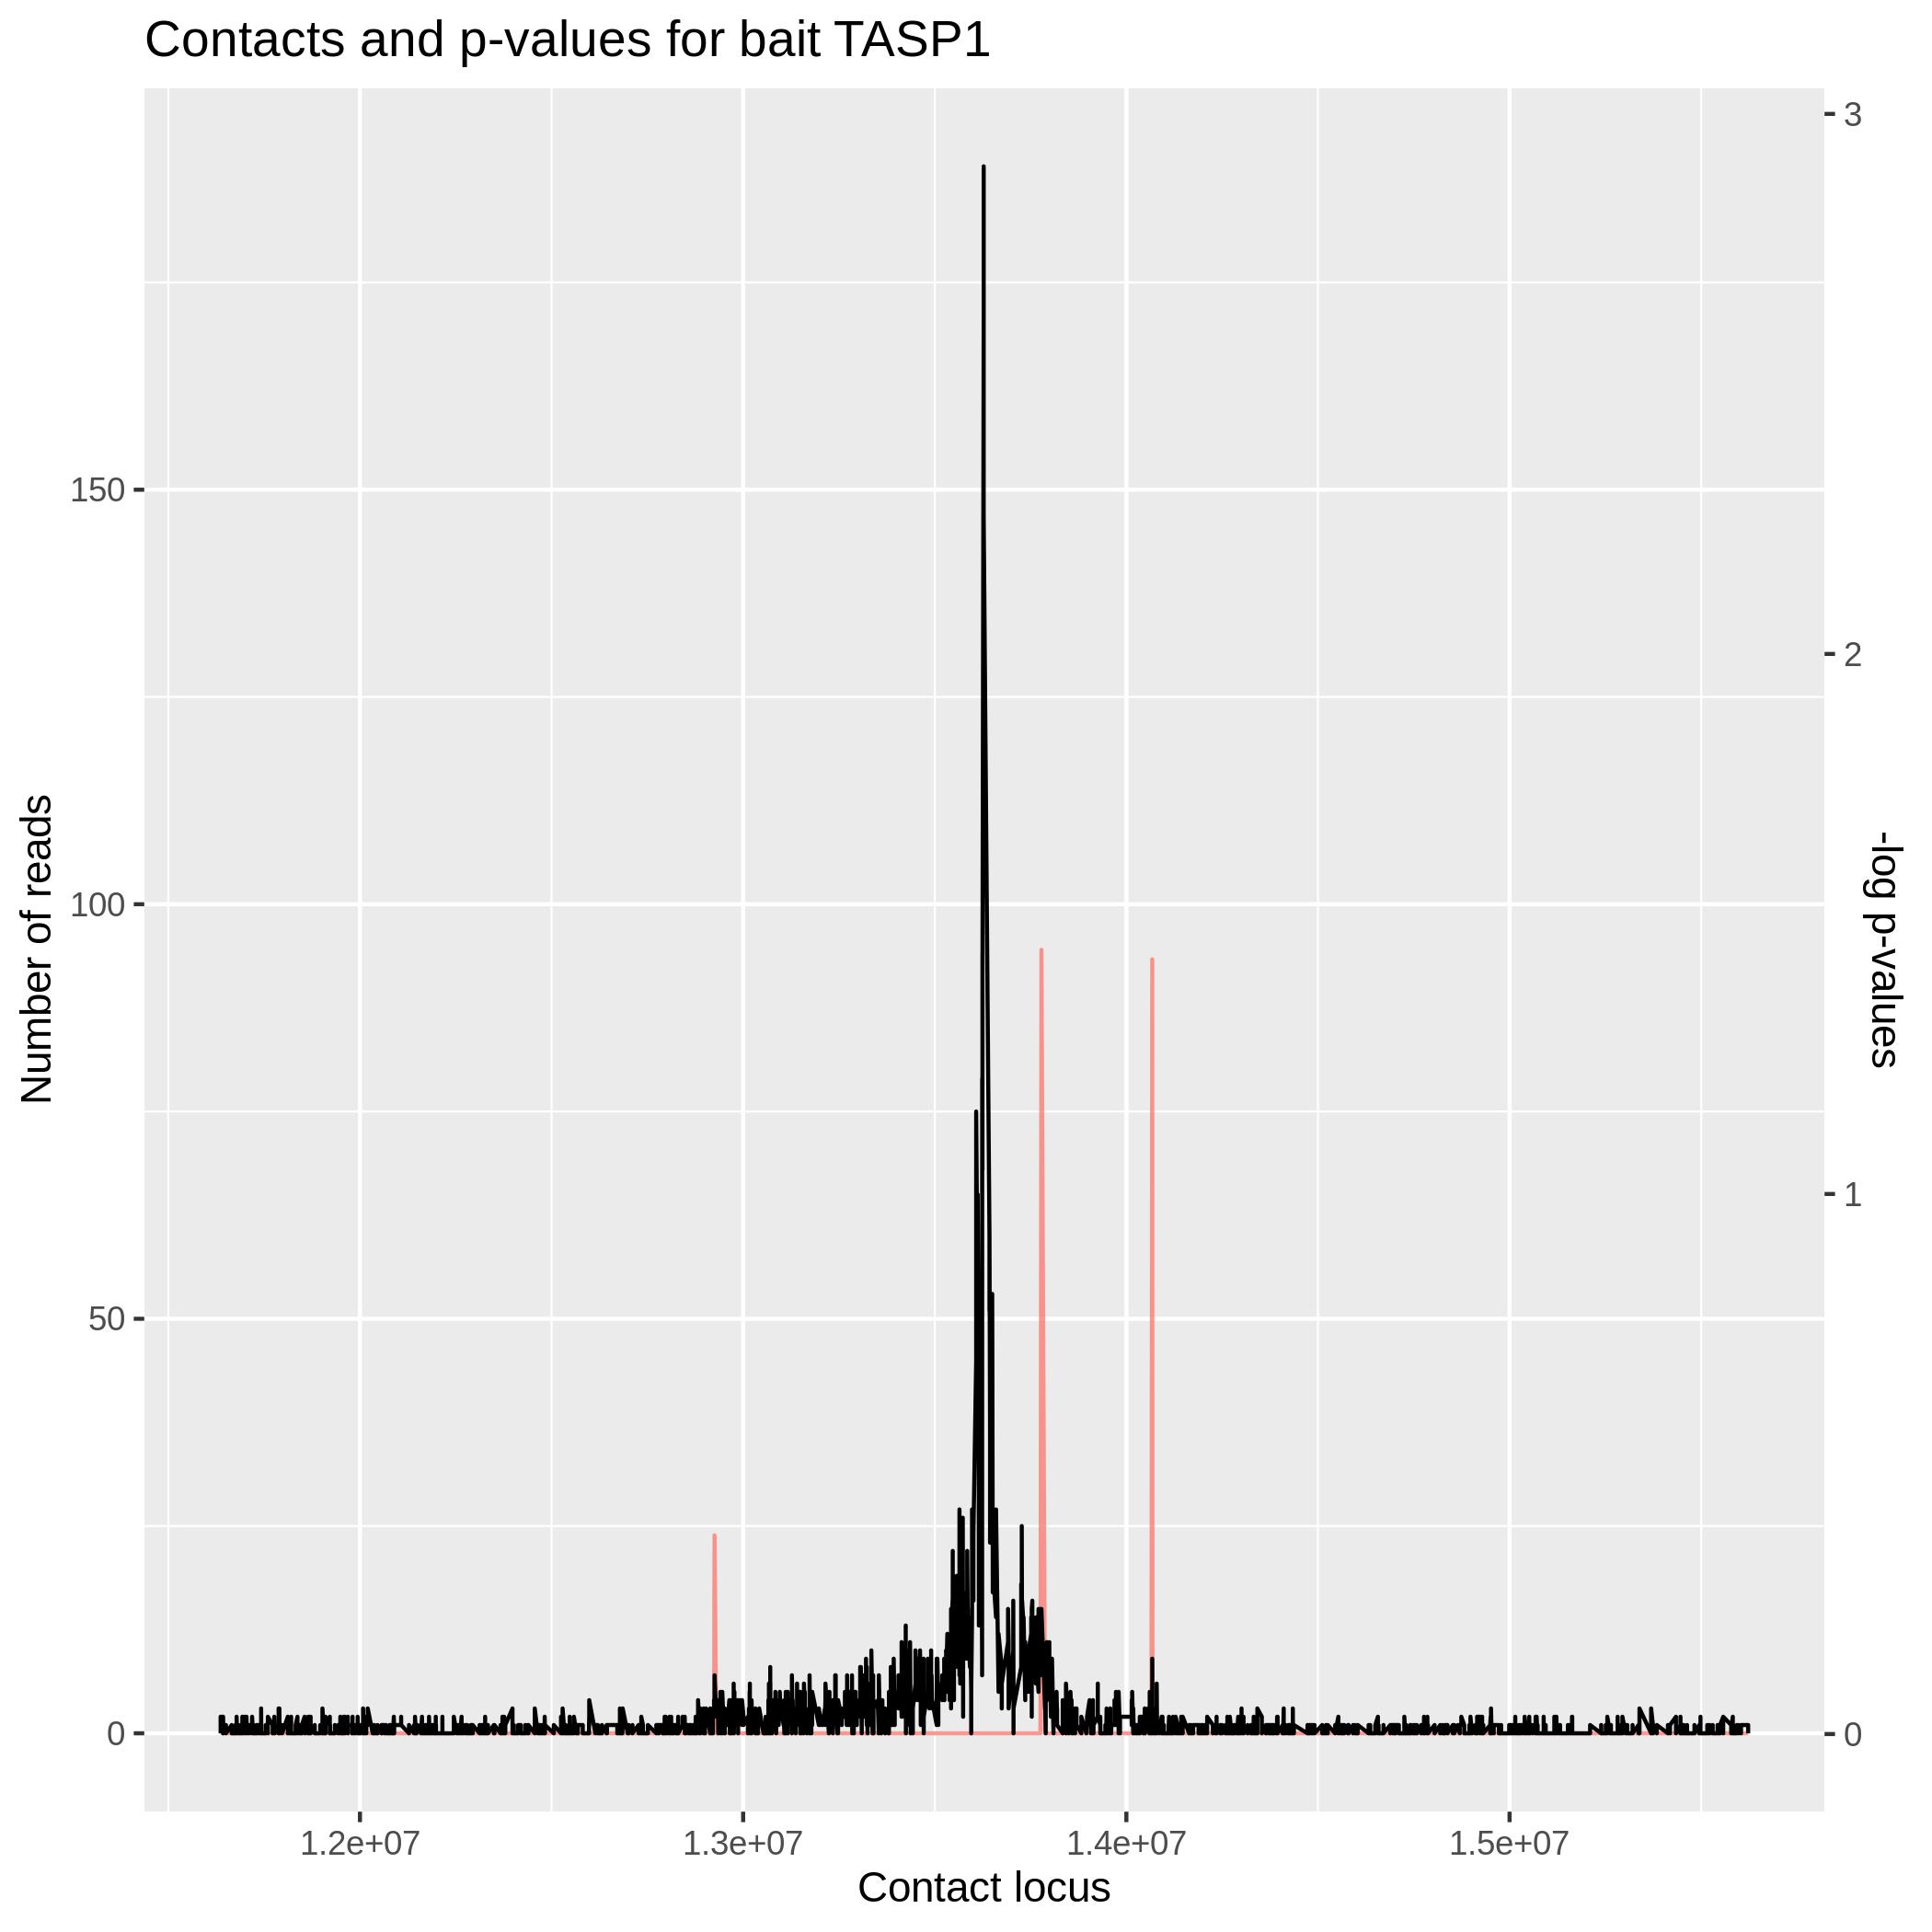 Contacts and p-values for bait TASP1
3
150
2
100
1
50
0
0
Number of reads
-log p-values
1.2e+07
1.3e+07
1.4e+07
1.5e+07
Contact locus